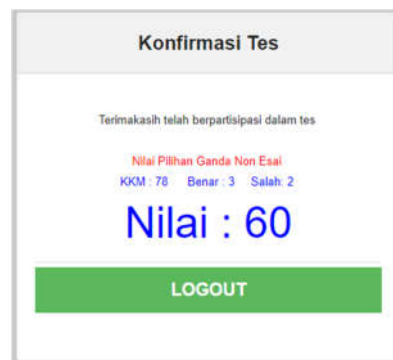 Konfirmasi Tes
Terimakasih telah berpartisipasi dalam tes
Nilai Pilihan Ganda Non Esai
KKM : 78 Benar : 3 Salah: 2
Nilai : 60
LOGOUT